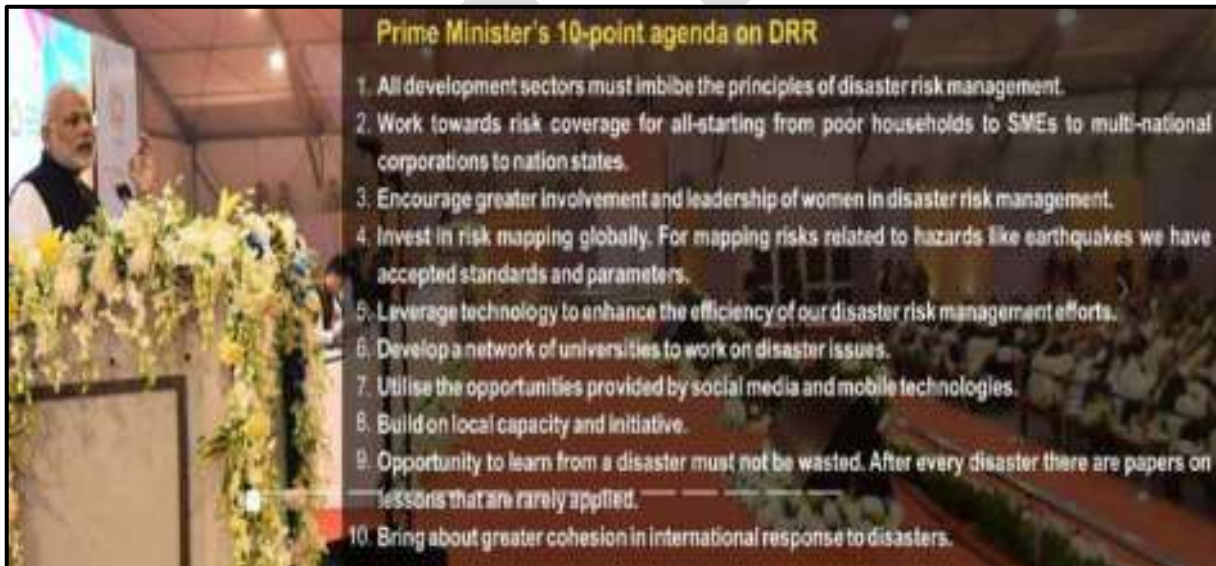 Prime Minister's 10-point agenda on DRR
1. All development sectors must imbibe the principles of disaster risk management.
2. Work towards risk coverage for all-starting from poor households to SMEs to multi-national
corporations to nation states.
3. Encourage greater involvement and leadership of women in disaster risk management.
4. Invest in risk mapping globally. For mapping risks related to hazards like earthquakes we have
accepted standards and parameters.
5. Leverage technology to enhance the efficiency of our disaster risk management efforts.
6. Develop a network of universities to work on disaster issues.
7. Utilise the opportunities provided by social media and mobile technologies.
8. Build on local capacity and initiative.
9. Opportunity to learn from a disaster must not be wasted. After every disaster there are papers on
lessons that are rarely applied.
10. Bring about greater cohesion in international response to disasters.